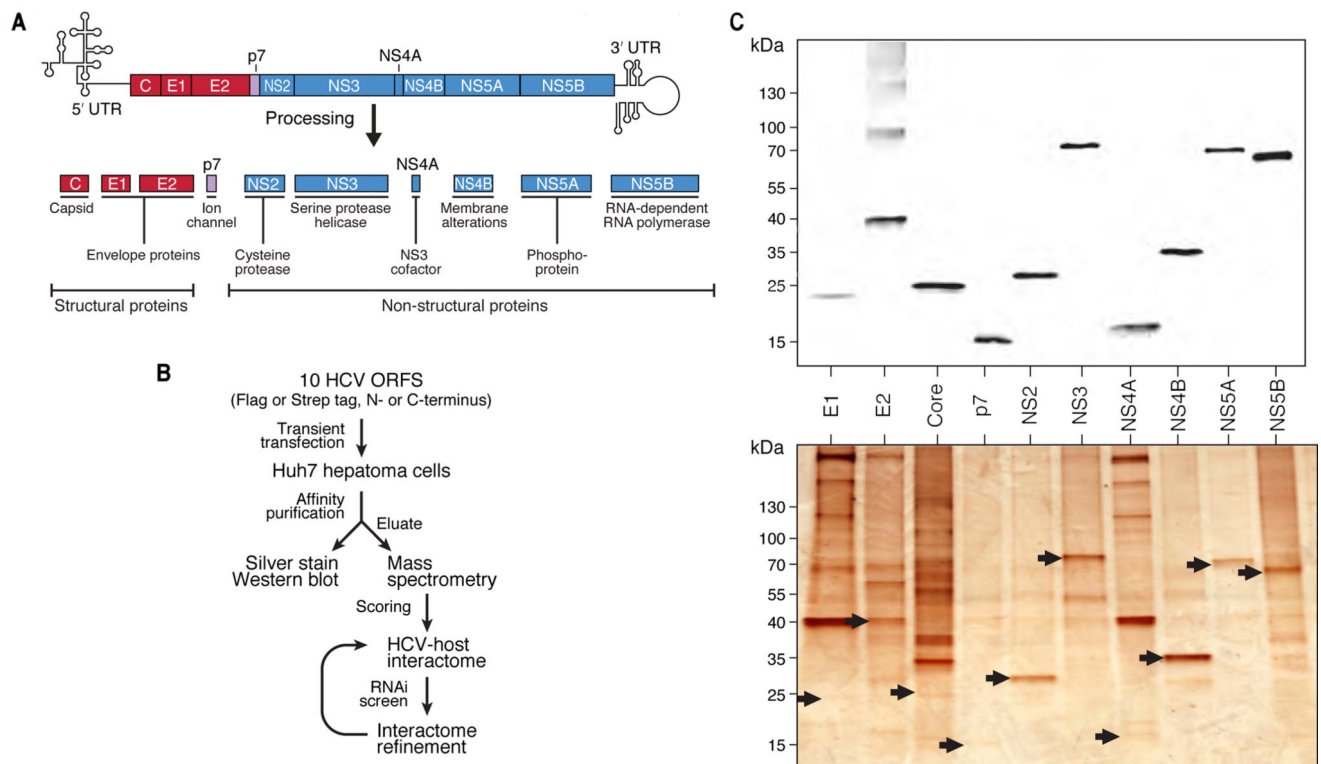 A
5′ UTR
p7
NS4A
3′ UTR
C E1 E2 NS2 NS3 NS4B NS5A NS5B
Processing
p7
NS4A
C E1 E2 NS2 NS3 NS4B NS5A NS5B
Capsid
Ion
channel
Serine protease
helicase
Membrane
alterations
RNA-dependent
RNA polymerase
Envelope proteins
Cysteine
protease
NS3
cofactor
Phospho-
protein
Structural proteins
Non-structural proteins
B
10 HCV ORFS
(Flag or Strep tag, N- or C-terminus)
Transient
transfection
Huh7 hepatoma cells
Affinity
purification
Eluate
Silver stain
Western blot
Mass
spectrometry
Scoring
HCV-host
interactome
RNAi
screen
Interactome
refinement
C
kDa
130
100
70
55
40
35
25
15
E1 E2 Core p7 NS2 NS3 NS4A NS4B NS5A NS5B
kDa
130
100
70
55
40
35
25
15